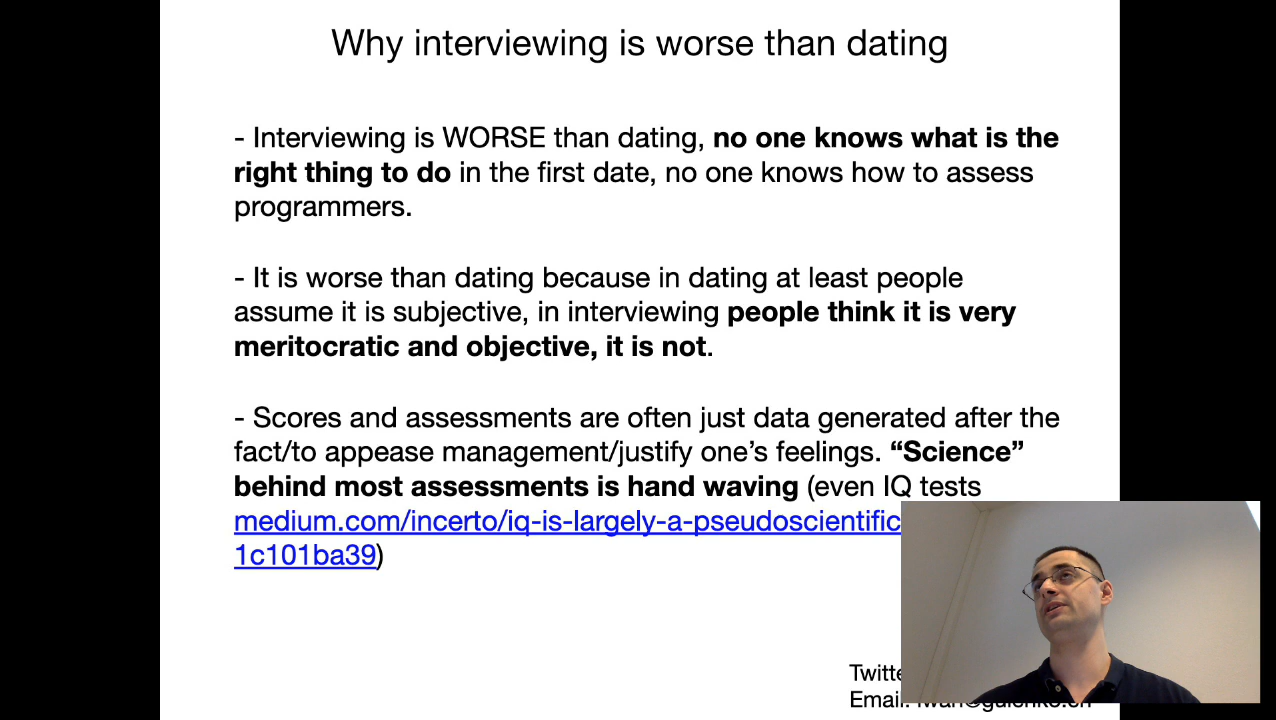 Why interviewing is worse than dating
- Interviewing is WORSE than dating, no one knows what is the
right thing to do in the first date, no one knows how to assess
programmers.
- It is worse than dating because in dating at least people
assume it is subjective, in interviewing people think it is very
meritocratic and objective, it is not.
- Scores and assessments are often just data generated after the
fact/to appease management/justify one’s feelings. “Science”
behind most assessments is hand waving (even IQ tests
medium.com/incerto/iq-is-largely-a-pseudoscientific
1c101ba39)
Twitte
Email: